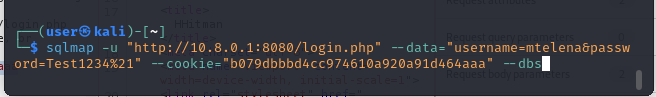 ┌──(user㉿kali)-[~]
└─$ sqlmap -u "http://10.8.0.1:8080/login.php" --data="username=mtelena&passw
ord=Test1234%21" --cookie="b079dbbbd4cc974610a920a91d464aaa" --dbs